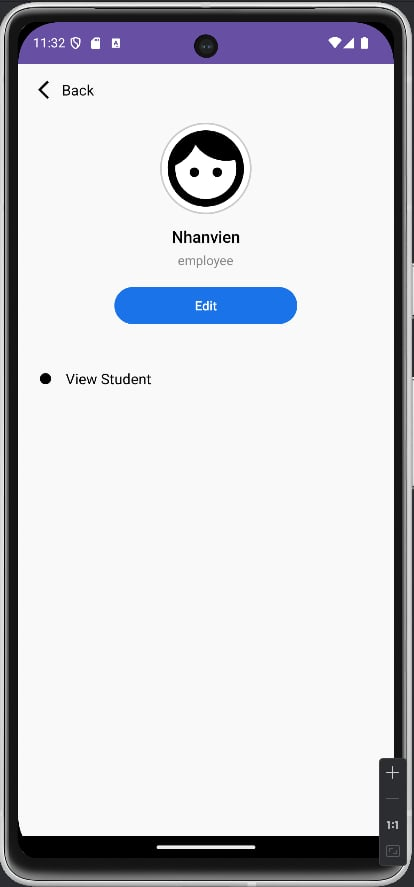 11:32
Back
Nhanvien
employee
Edit
View Student
1:1